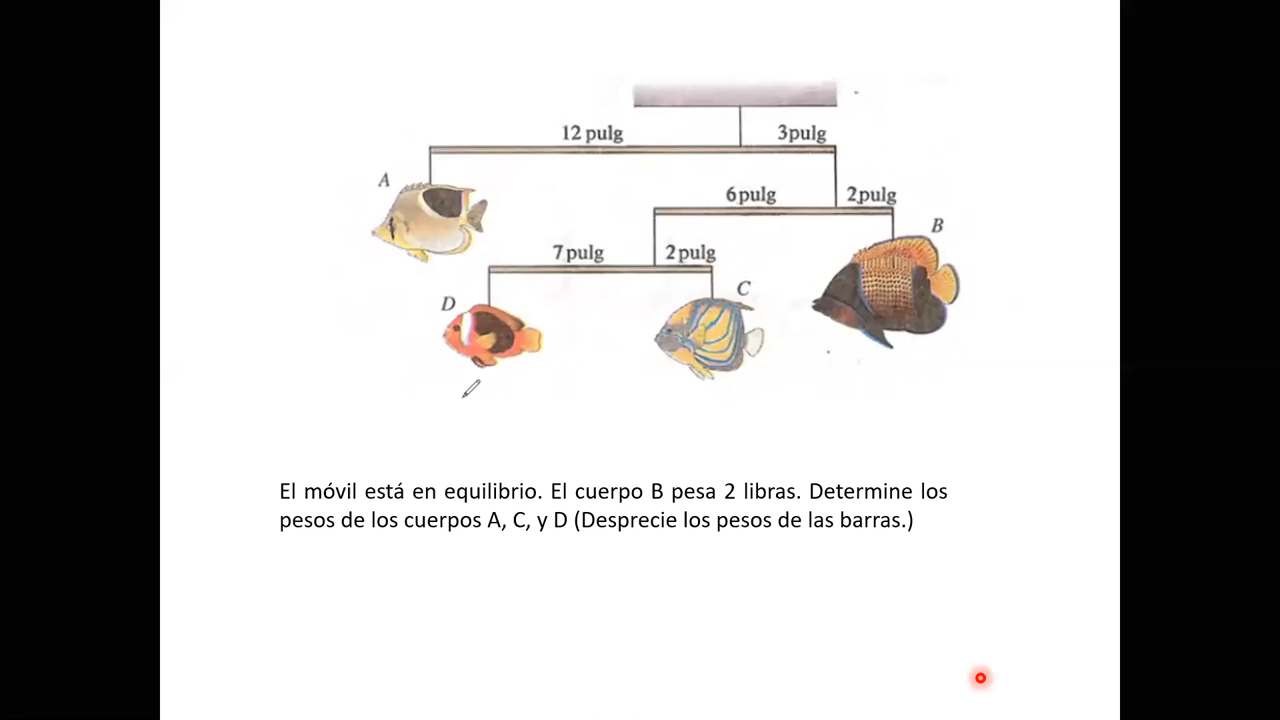 12 pulg 3pulg
A
6pulg 2pulg
B
7pulg 2pulg
D C
El móvil está en equilibrio. El cuerpo B pesa 2 libras. Determine los
pesos de los cuerpos A, C, y D (Desprecie los pesos de las barras.)